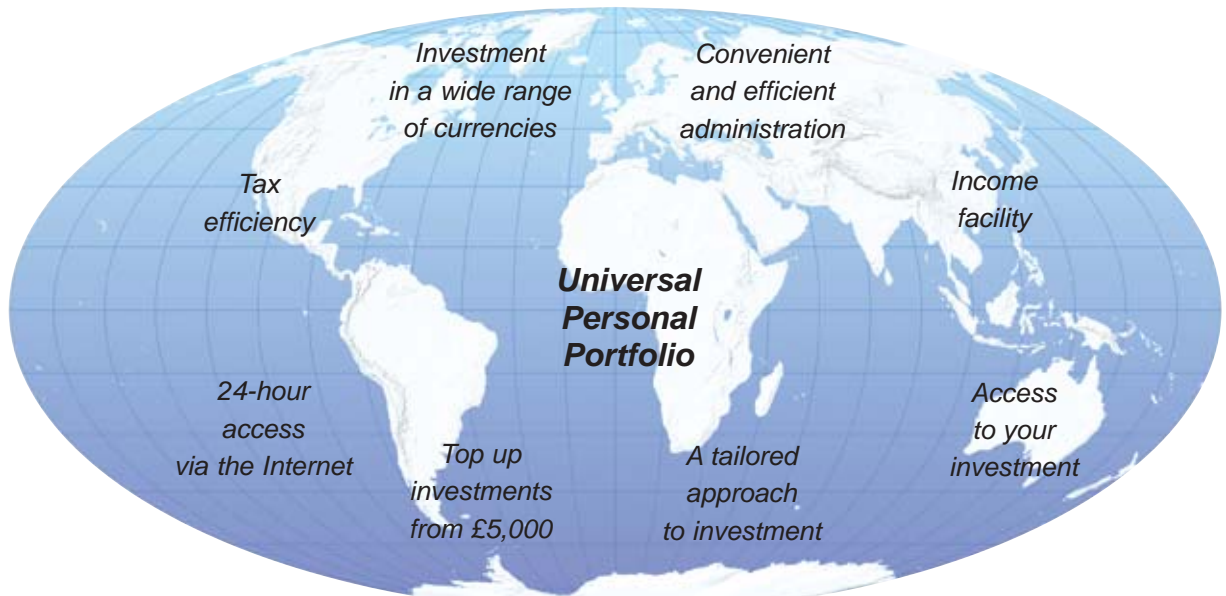 Investment
in a wide range
of currencies
Convenient
and efficient
administration
Tax
efficiency
Income
facility
Universal
Personal
Portfolio
24-hour
access
via the Internet
Top up
investments
from £5,000
A tailored
approach
to investment
Access
to your
investment